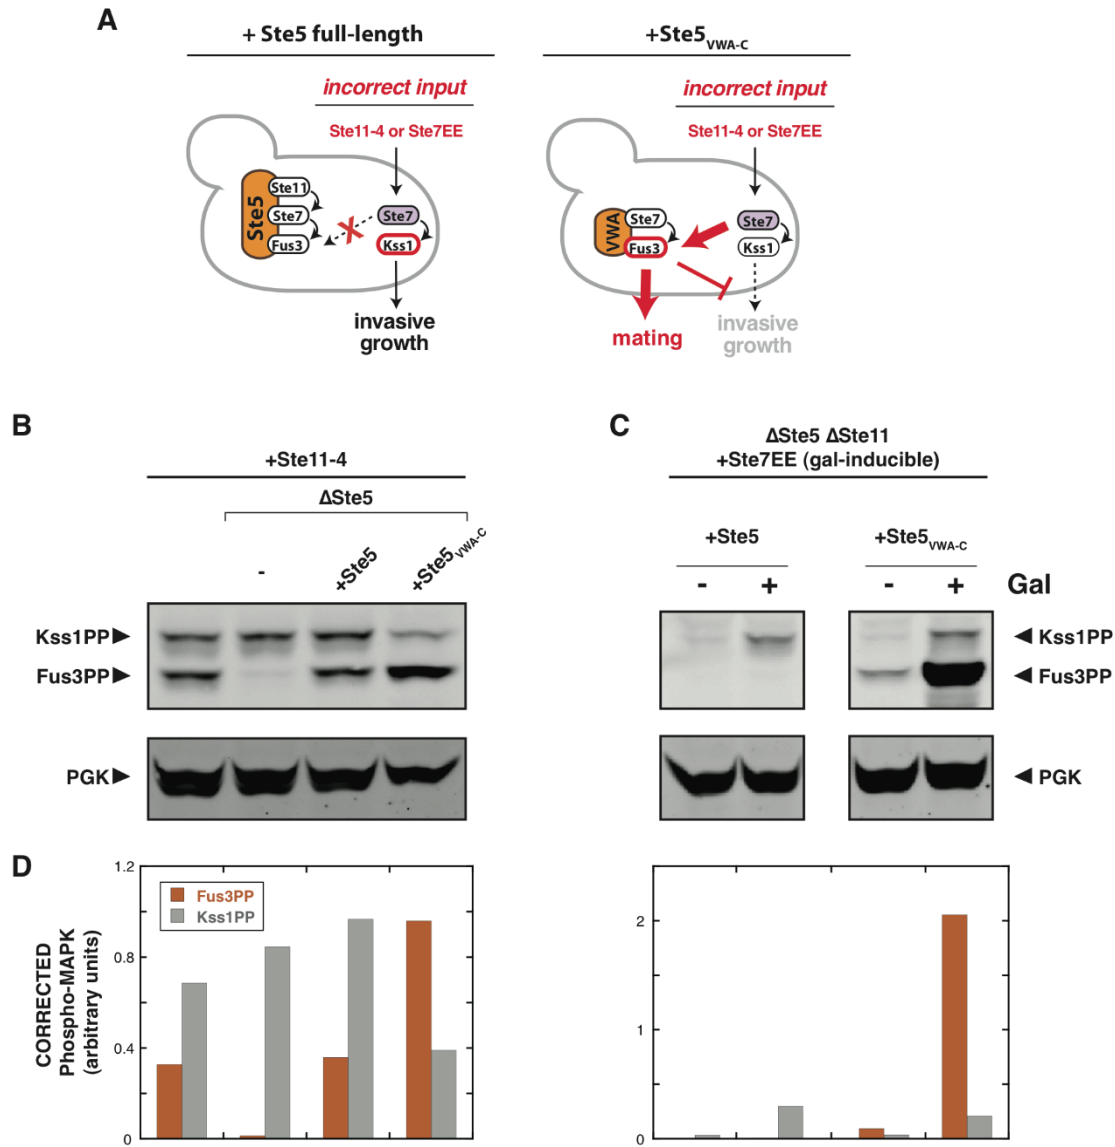 A
+ Ste5 full-length
incorrect input
Ste11-4 or Ste7EE
Ste5
Ste11
Ste7
Fus3
X
Ste7
Kss1
invasive
growth
+Ste5VWA-C
incorrect input
Ste11-4 or Ste7EE
VWA
Ste7
Fus3
Ste7
Kss1
mating
invasive
growth
B
+Ste11-4
ΔSte5
-
+Ste5
+Ste5VWA-C
Kss1PP
Fus3PP
PGK
C
ΔSte5 ΔSte11
+Ste7EE (gal-inducible)
+Ste5
+Ste5VWA-C
- + - + Gal
Kss1PP
Fus3PP
PGK
D
CORRECTED
Phospho-MAPK
(arbitrary units)
1.2
0.8
0.4
0
Fus3PP
Kss1PP
2
1
0